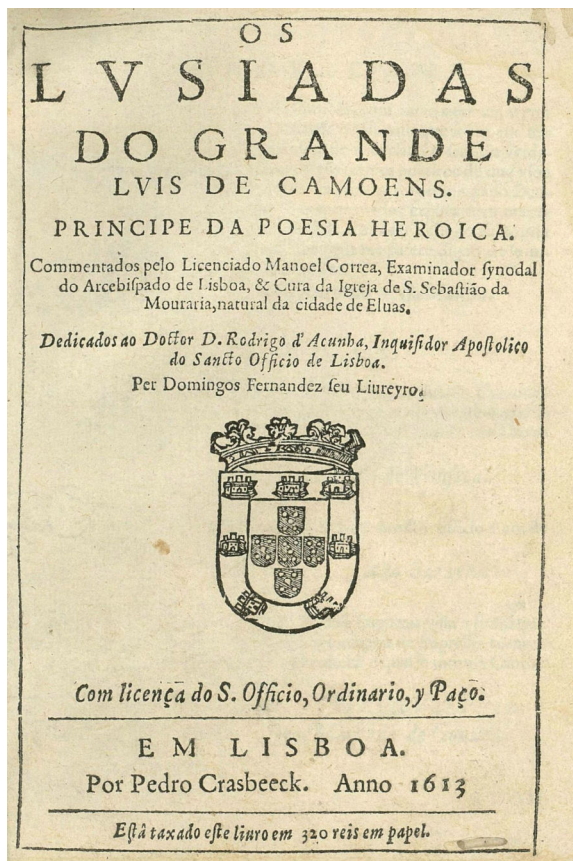 OS
LVSIADAS
DO GRANDE
LVIS DE CAMOENS.
PRINCIPE DA POESIA HEROICA.
Commentados pelo Licenciado Manoel Correa, Examinador ſynodal
do Arcebiſpado de Lisboa, & Cura da Igreja de S. Sebaſtião da
Mouraria, natural da cidade de Eluas.
Dedicados ao Doctor D. Rodrigo d'Acunha, Inquiſidor Apoſtolico
do Sancto Officio de Lisboa.
Per Domingos Fernandez ſeu Liureyro.
Com licença do S. Officio, Ordinario, y Paço.
EM LISBOA.
Por Pedro Crasbeeck. Anno 1613
Eſtâ taxado eſte liuro em 320 reis em papel.